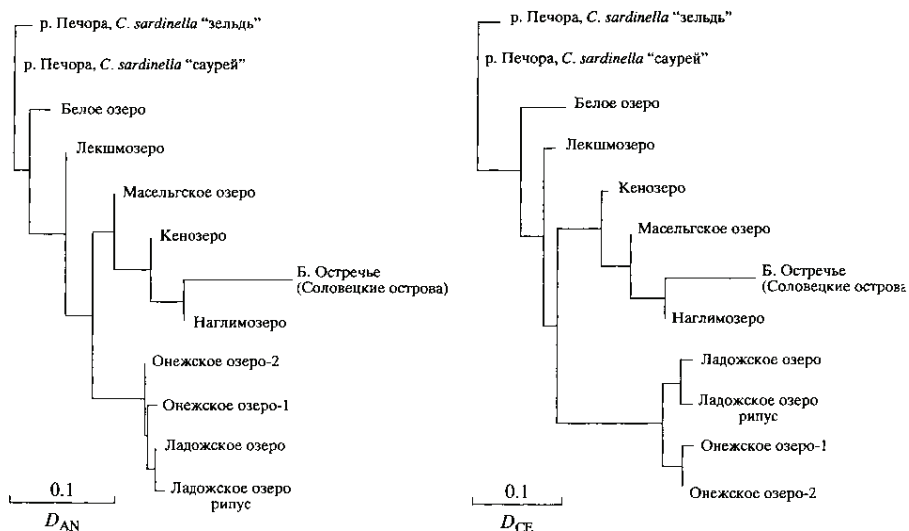 р. Печора, C. sardinella “зельдь”
р. Печора, C. sardinella “саурей”
Белое озеро
Лекшмозеро
Масельгское озеро
Кенозеро
Б. Остречье
(Соловецкие острова)
Наглимозеро
Онежское озеро-2
Онежское озеро-1
Ладожское озеро
Ладожское озеро
рипус
0.1
DAN
р. Печора, C. sardinella “зельдь”
р. Печора, C. sardinella “саурей”
Белое озеро
Лекшмозеро
Кенозеро
Масельгское озеро
Б. Остречье
(Соловецкие острова
Наглимозеро
Ладожское озеро
Ладожское озеро
рипус
Онежское озеро-1
Онежское озеро-2
0.1
DCE